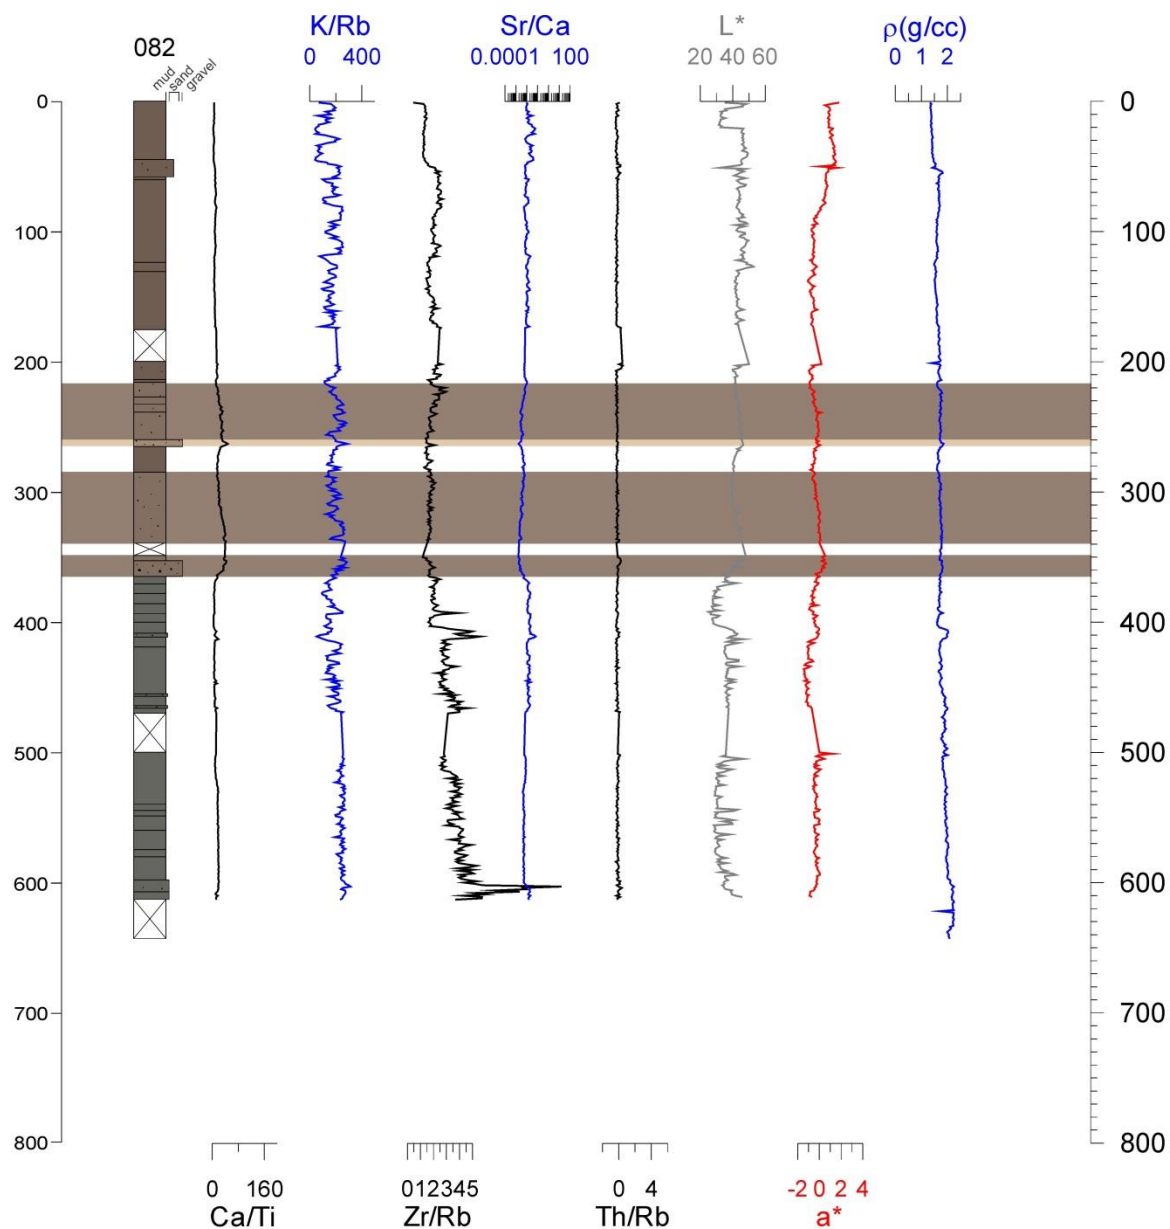 K/Rb Sr/Ca L* ρ(g/cc)
082 0 400 0.0001 100 20 40 60 0 1 2
mud sand gravel
0 0
100 100
200 200
300 300
400 400
500 500
600 600
700 700
800 800
0 160 012345 0 4 -2 0 2 4
Ca/Ti Zr/Rb Th/Rb a*